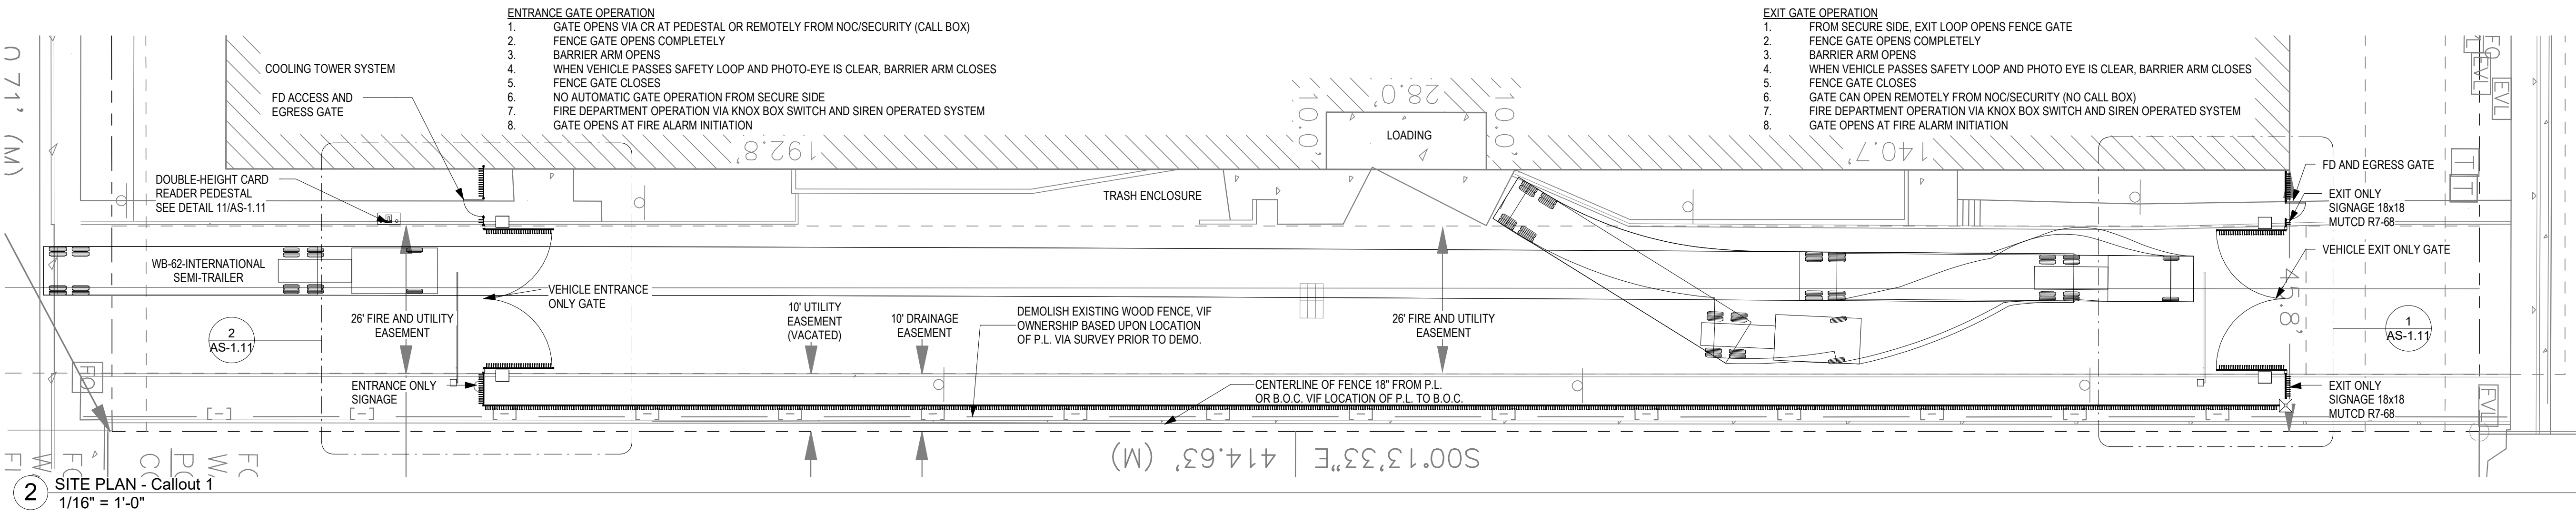 ENTRANCE GATE OPERATION
1. GATE OPENS VIA CR AT PEDESTAL OR REMOTELY FROM NOC/SECURITY (CALL BOX)
2. FENCE GATE OPENS COMPLETELY
3. BARRIER ARM OPENS
4. WHEN VEHICLE PASSES SAFETY LOOP AND PHOTO-EYE IS CLEAR, BARRIER ARM CLOSES
5. FENCE GATE CLOSES
6. NO AUTOMATIC GATE OPERATION FROM SECURE SIDE
7. FIRE DEPARTMENT OPERATION VIA KNOX BOX SWITCH AND SIREN OPERATED SYSTEM
8. GATE OPENS AT FIRE ALARM INITIATION
EXIT GATE OPERATION
1. FROM SECURE SIDE, EXIT LOOP OPENS FENCE GATE
2. FENCE GATE OPENS COMPLETELY
3. BARRIER ARM OPENS
4. WHEN VEHICLE PASSES SAFETY LOOP AND PHOTO EYE IS CLEAR, BARRIER ARM CLOSES
5. FENCE GATE CLOSES
6. GATE CAN OPEN REMOTELY FROM NOC/SECURITY (NO CALL BOX)
7. FIRE DEPARTMENT OPERATION VIA KNOX BOX SWITCH AND SIREN OPERATED SYSTEM
8. GATE OPENS AT FIRE ALARM INITIATION
COOLING TOWER SYSTEM
FD ACCESS AND
EGRESS GATE
DOUBLE-HEIGHT CARD
READER PEDESTAL
SEE DETAIL 11/AS-1.11
192.8'
10.0'
28.0'
10.0'
LOADING
140.7'
TRASH ENCLOSURE
FD AND EGRESS GATE
EXIT ONLY
SIGNAGE 18x18
MUTCD R7-68
VEHICLE EXIT ONLY GATE
EVL
EVL
T
T
WB-62-INTERNATIONAL
SEMI-TRAILER
VEHICLE ENTRANCE
ONLY GATE
26' FIRE AND UTILITY
EASEMENT
10' UTILITY
EASEMENT
(VACATED)
10' DRAINAGE
EASEMENT
DEMOLISH EXISTING WOOD FENCE, VIF
OWNERSHIP BASED UPON LOCATION
OF P.L. VIA SURVEY PRIOR TO DEMO.
26' FIRE AND UTILITY
EASEMENT
2
AS-1.11
1
AS-1.11
ENTRANCE ONLY
SIGNAGE
CENTERLINE OF FENCE 18" FROM P.L.
OR B.O.C. VIF LOCATION OF P.L. TO B.O.C.
EXIT ONLY
SIGNAGE 18x18
MUTCD R7-68
FO
S00°13'33"E 414.63' (M)
2 SITE PLAN - Callout 1
1/16" = 1'-0"